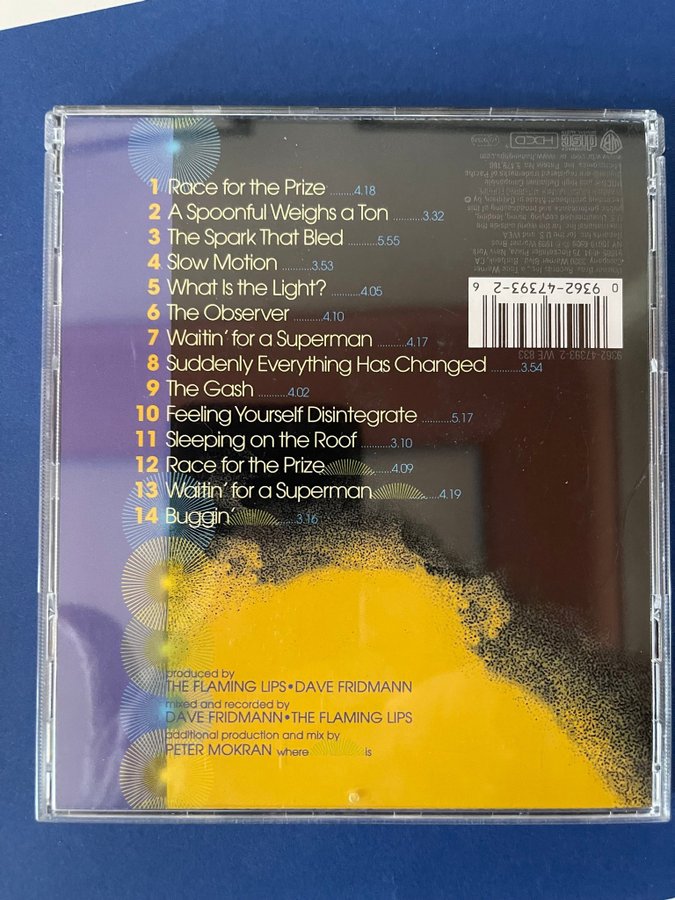 1 Race for the Prize ........4.18
2 A Spoonful Weighs a Ton ..........3.32
3 The Spark That Bled ..........5.55
4 Slow Motion ..........3.53
5 What Is the Light? ..........4.05
6 The Observer ..........4.10
7 Waitin' for a Superman ..........4.17
8 Suddenly Everything Has Changed ..........3.54
9 The Gash ..........4.02
10 Feeling Yourself Disintegrate ..........5.17
11 Sleeping on the Roof ..........3.10
12 Race for the Prize ......4.09
13 Waitin' for a Superman .....4.19
14 Buggin' ......3.16
produced by
THE FLAMING LIPS • DAVE FRIDMANN
mixed and recorded by
DAVE FRIDMANN • THE FLAMING LIPS
additional production and mix by
PETER MOKRAN where is
0 9362-47393-2 6
9362-47393-2 WE 833
HDCD
disc